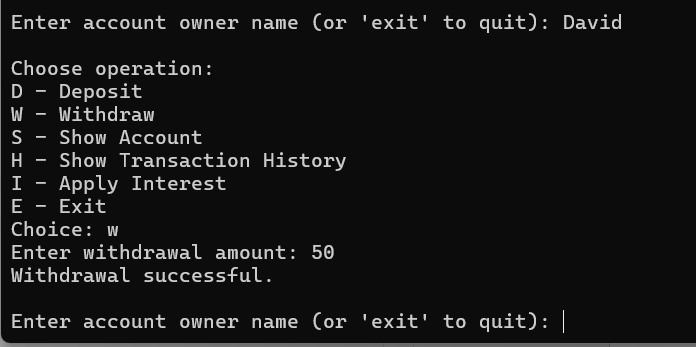 Enter account owner name (or 'exit' to quit): David
Choose operation:
D - Deposit
W - Withdraw
S - Show Account
H - Show Transaction History
I - Apply Interest
E - Exit
Choice: w
Enter withdrawal amount: 50
Withdrawal successful.
Enter account owner name (or 'exit' to quit):